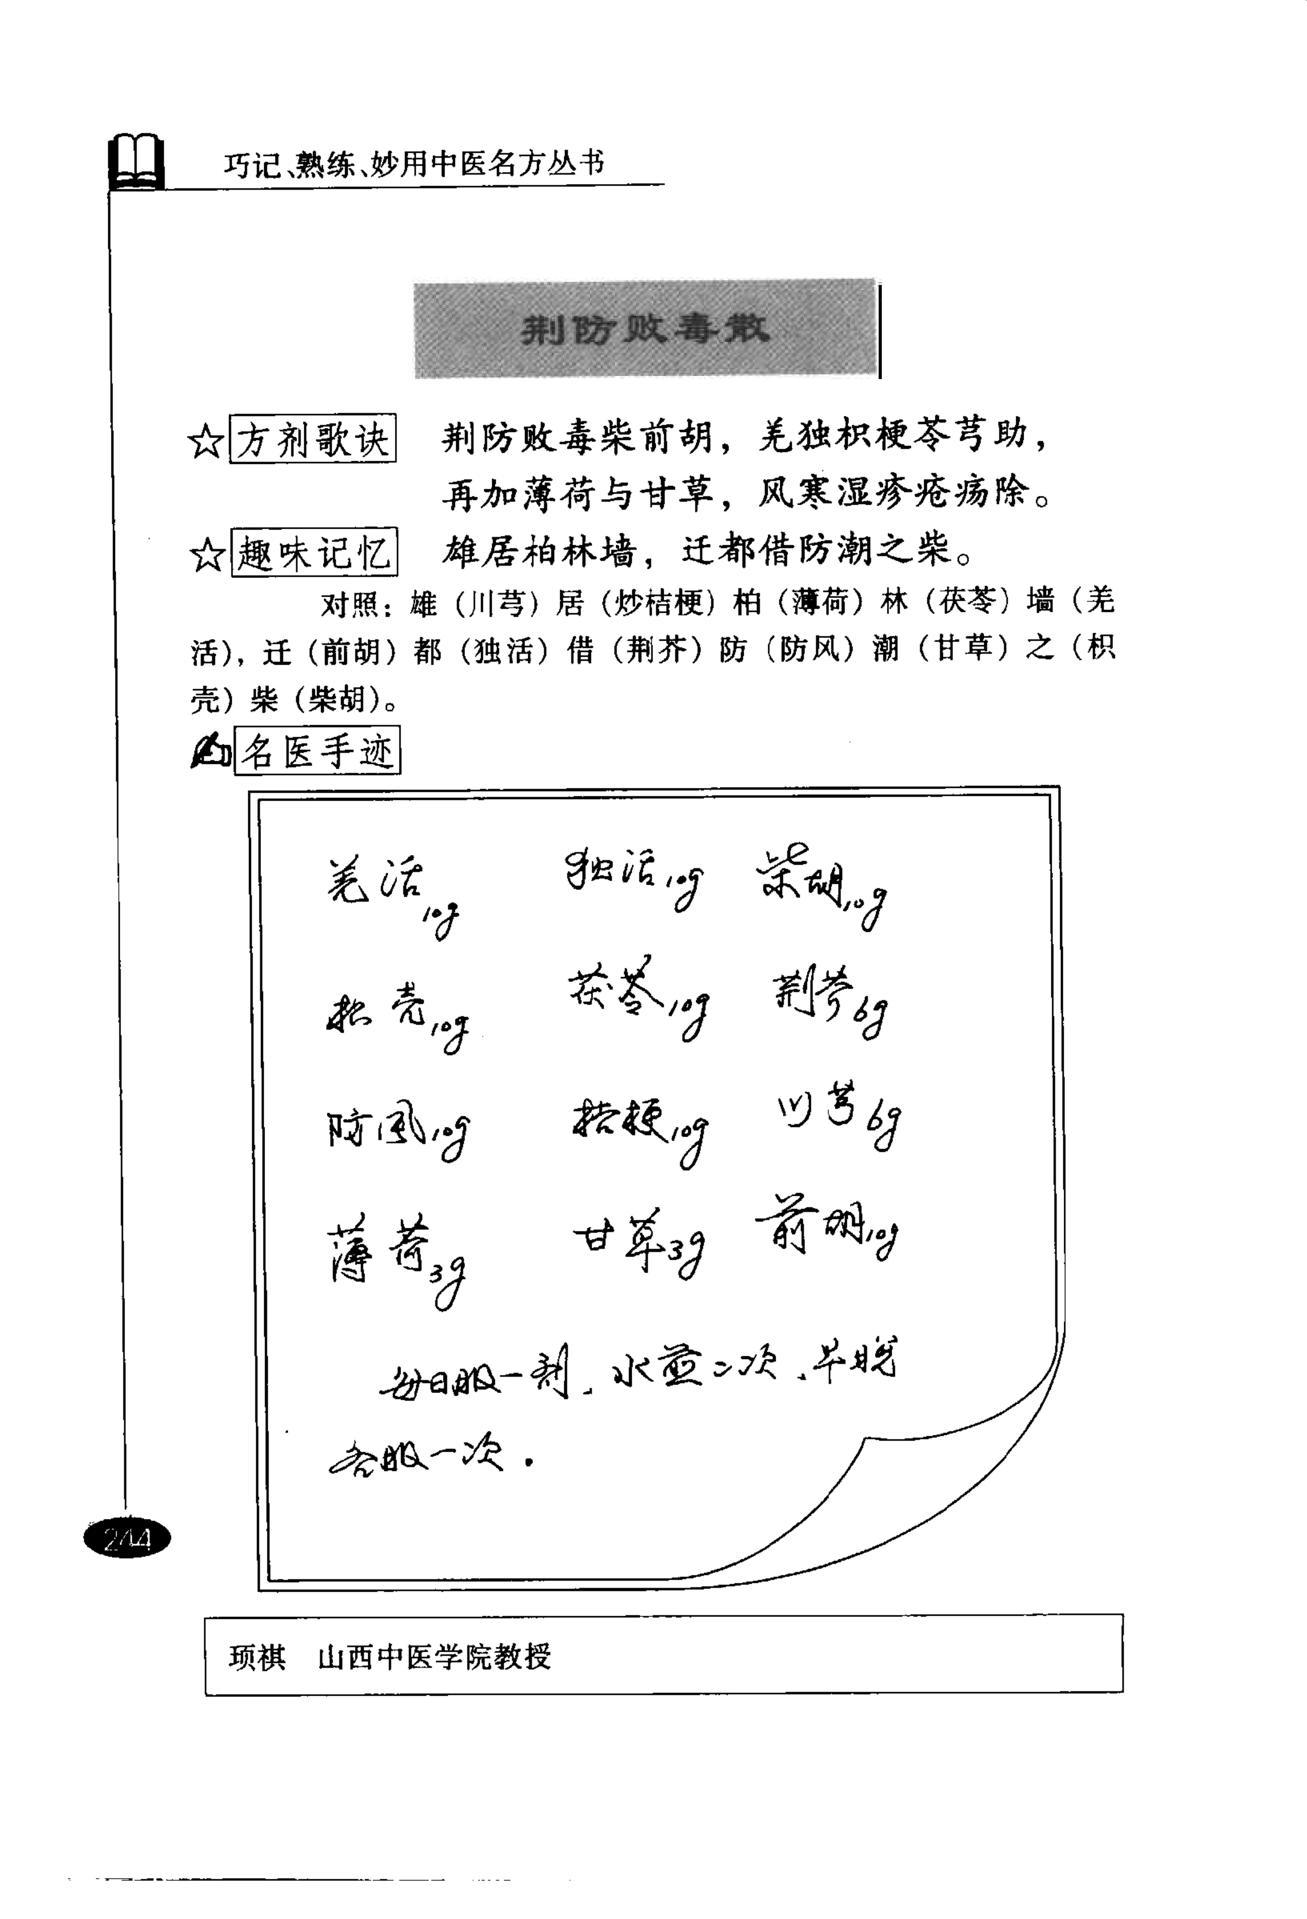 巧记、熟练、妙用中医名方丛书
荆防败毒散
☆方剂歌诀 荆防败毒柴前胡，羌独枳梗苓芎助，
再加薄荷与甘草，风寒湿疹疮疡除。
☆趣味记忆 雄居柏林墙，迁都借防潮之柴。
对照：雄（川芎）居（炒桔梗）柏（薄荷）林（茯苓）墙（羌
活），迁（前胡）都（独活）借（荆芥）防（防风）潮（甘草）之（枳
壳）柴（柴胡）。
名医手迹
羌活10g 独活10g 柴胡10g
枳壳10g 茯苓10g 荆芥6g
防風10g 桔梗10g 川芎6g
薄荷3g 甘草3g 前胡10g
每日服一剂，水煎二次，早晚
各服一次．
244
顼祺 山西中医学院教授